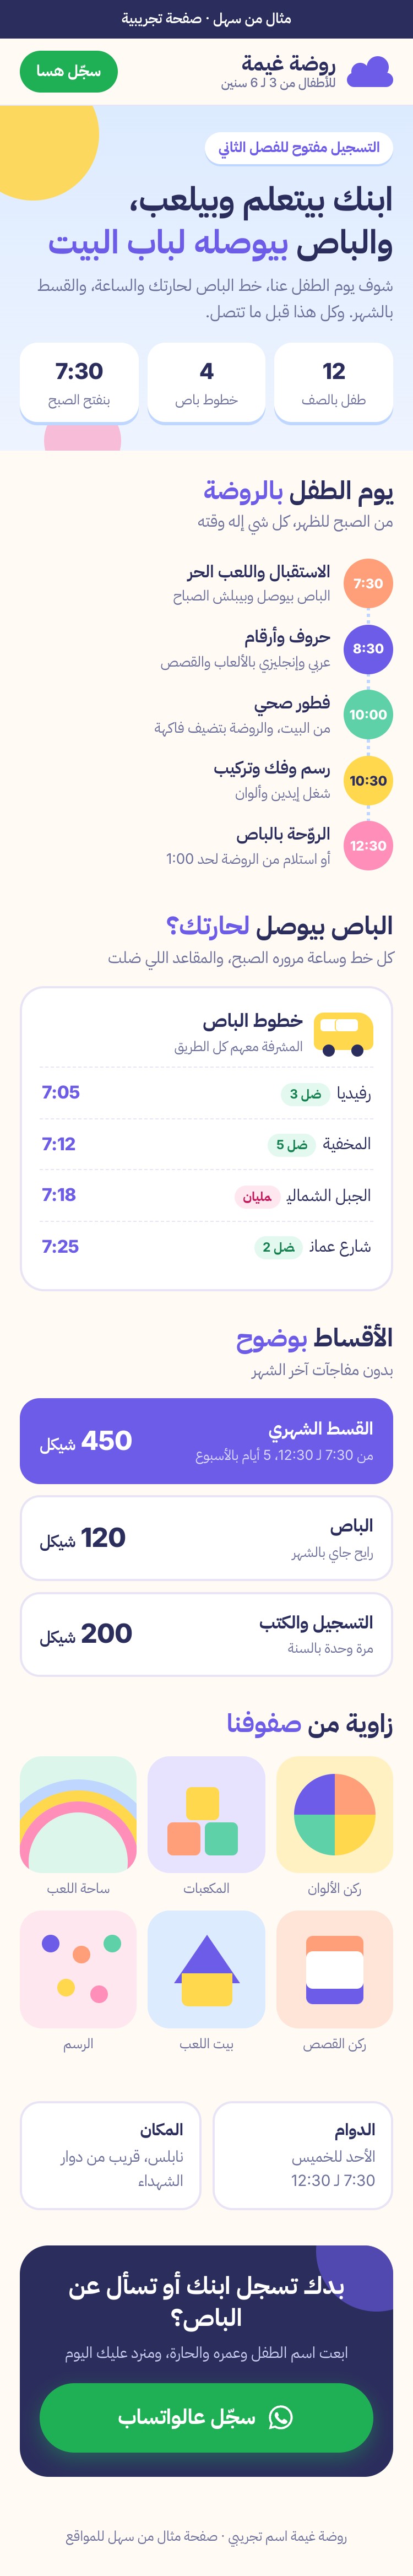 مثال من سهل · صفحة تجريبية
روضة غيمة
للأطفال من 3 لـ 6 سنين
سجّل هسا
التسجيل مفتوح للفصل الثاني
ابنك بيتعلم وبيلعب،
والباص بيوصله لباب البيت
شوف يوم الطفل عنا، خط الباص لحارتك والساعة، والقسط
بالشهر. وكل هذا قبل ما تتصل.
12
طفل بالصف
4
خطوط باص
7:30
بنفتح الصبح
يوم الطفل بالروضة
من الصبح للظهر، كل شي إله وقته
7:30
الاستقبال واللعب الحر
الباص بيوصل وبيبلش الصباح
8:30
حروف وأرقام
عربي وإنجليزي بالألعاب والقصص
10:00
فطور صحي
من البيت، والروضة بتضيف فاكهة
10:30
رسم وفك وتركيب
شغل إيدين وألوان
12:30
الروّحة بالباص
أو استلام من الروضة لحد 1:00
الباص بيوصل لحارتك؟
كل خط وساعة مروره الصبح، والمقاعد اللي ضلت
خطوط الباص
المشرفة معهم كل الطريق
رفيديا ضل 3 7:05
المخفية ضل 5 7:12
الجبل الشمالي مليان 7:18
شارع عمان ضل 2 7:25
الأقساط بوضوح
بدون مفاجآت آخر الشهر
القسط الشهري
من 7:30 لـ 12:30، 5 أيام بالأسبوع
450 شيكل
الباص
رايح جاي بالشهر
120 شيكل
التسجيل والكتب
مرة وحدة بالسنة
200 شيكل
زاوية من صفوفنا
ركن الألوان
المكعبات
ساحة اللعب
ركن القصص
بيت اللعب
الرسم
الدوام
الأحد للخميس
7:30 لـ 12:30
المكان
نابلس، قريب من دوار
الشهداء
بدك تسجل ابنك أو تسأل عن
الباص؟
ابعت اسم الطفل وعمره والحارة، ومنرد عليك اليوم
سجّل عالواتساب
روضة غيمة اسم تجريبي · صفحة مثال من سهل للمواقع